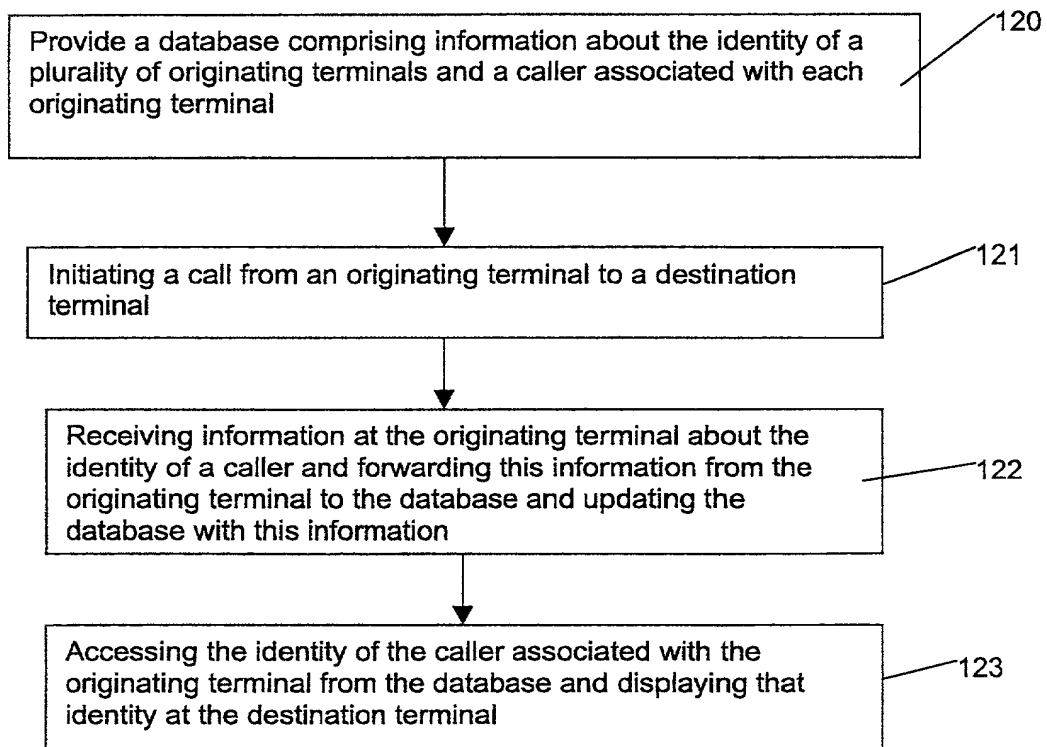 120
Provide a database comprising information about the identity of a
plurality of originating terminals and a caller associated with each
originating terminal
121
Initiating a call from an originating terminal to a destination
terminal
Receiving information at the originating terminal about the
identity of a caller and forwarding this information from the
originating terminal to the database and updating the
database with this information
122
Accessing the identity of the caller associated with the
originating terminal from the database and displaying that
identity at the destination terminal
123